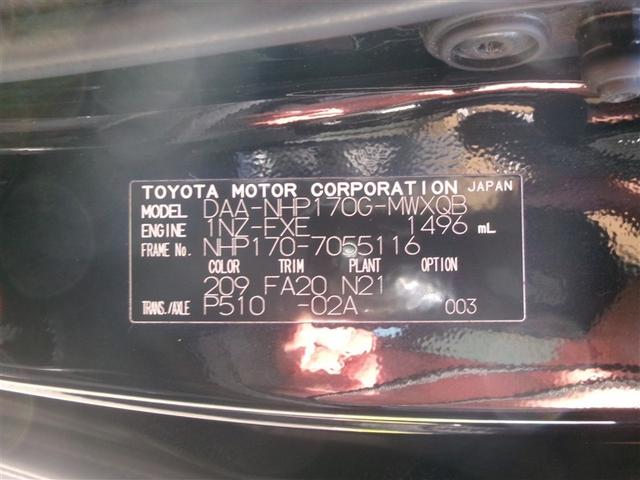 TOYOTA MOTOR CORPORATION JAPAN
MODEL DAA-NHP170G-MWXQB
ENGINE 1NZ-FXE 1496 mL
FRAME No. NHP170-7055116
COLOR TRIM PLANT OPTION
209 FA20 N21
TRANS./AXLE P510 -02A 003